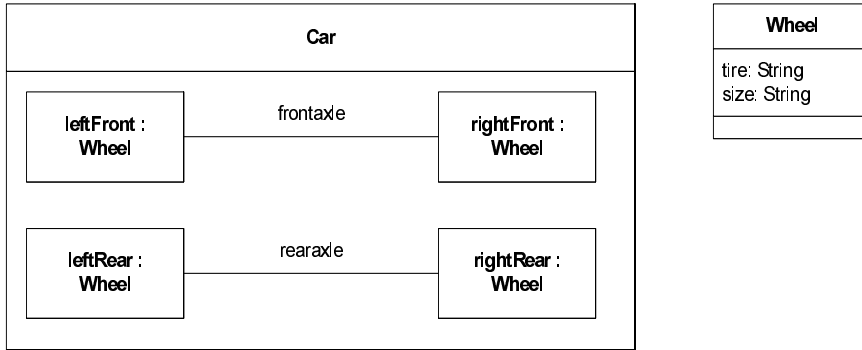 Car
leftFront :
Wheel
frontaxle
rightFront :
Wheel
leftRear :
Wheel
rearaxle
rightRear :
Wheel
Wheel
tire: String
size: String